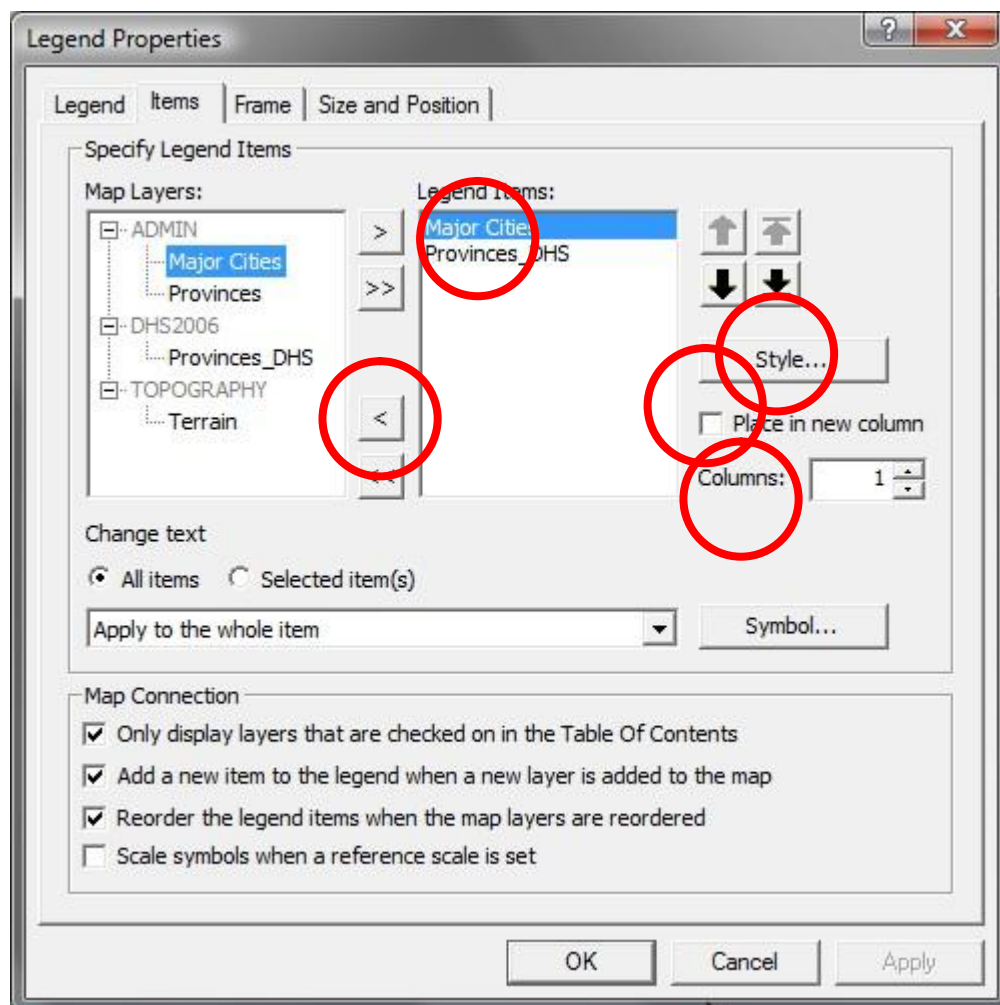 Legend Properties
?
x
Legend Items Frame Size and Position
Specify Legend Items
Map Layers: Legend Items:
ADMIN
Major Cities
Provinces
DHS2006
Provinces_DHS
TOPOGRAPHY
Terrain
>
>>
<
<<
Major Cities
Provinces_DHS
Style...
Place in new column
Columns: 1
Change text
All items Selected item(s)
Apply to the whole item
Symbol...
Map Connection
Only display layers that are checked on in the Table Of Contents
Add a new item to the legend when a new layer is added to the map
Reorder the legend items when the map layers are reordered
Scale symbols when a reference scale is set
OK Cancel Apply